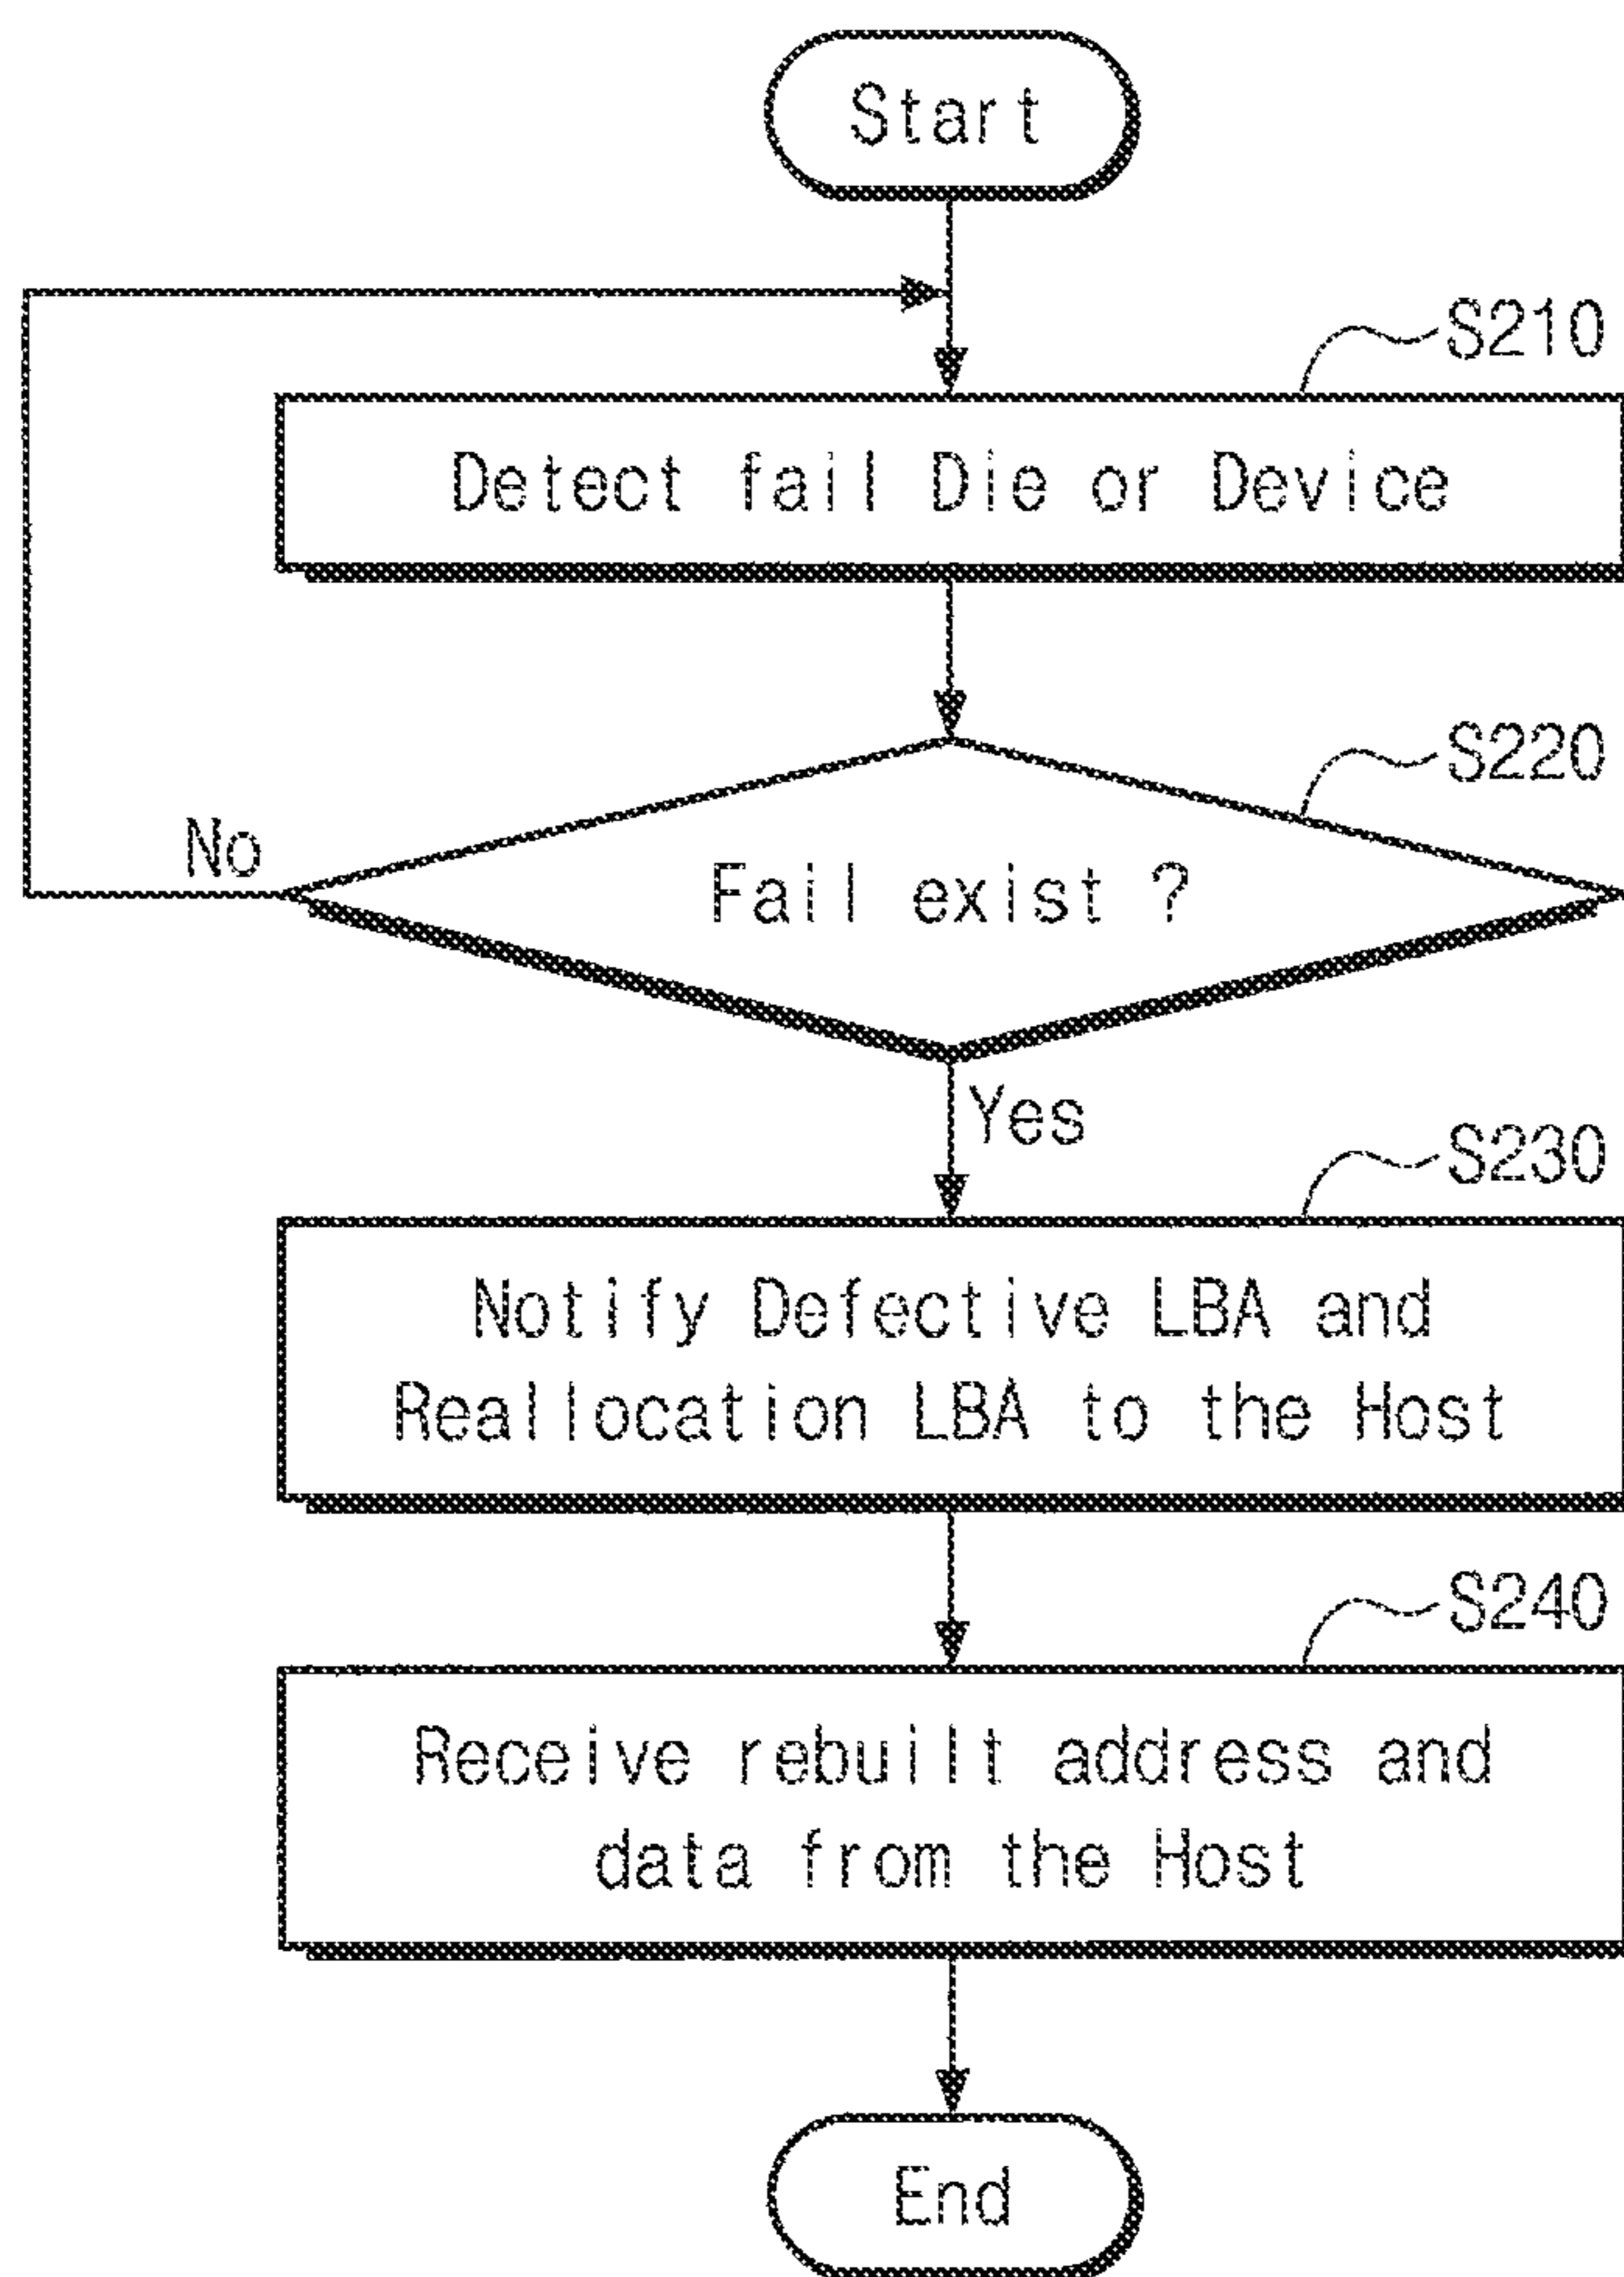 Start
S210
Detect fail Die or Device
S220
No
Fail exist ?
Yes
S230
Notify Defective LBA and
Reallocation LBA to the Host
S240
Receive rebuilt address and
data from the Host
End